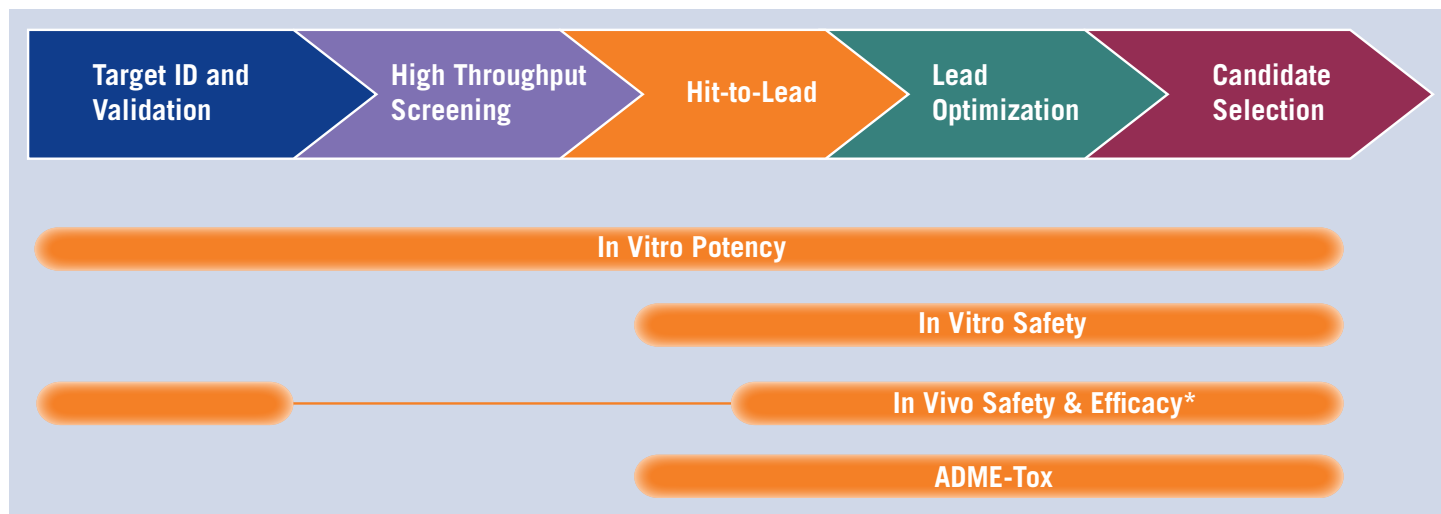 Target ID and
Validation
High Throughput
Screening
Hit-to-Lead
Lead
Optimization
Candidate
Selection
In Vitro Potency
In Vitro Safety
In Vivo Safety & Efficacy*
ADME-Tox